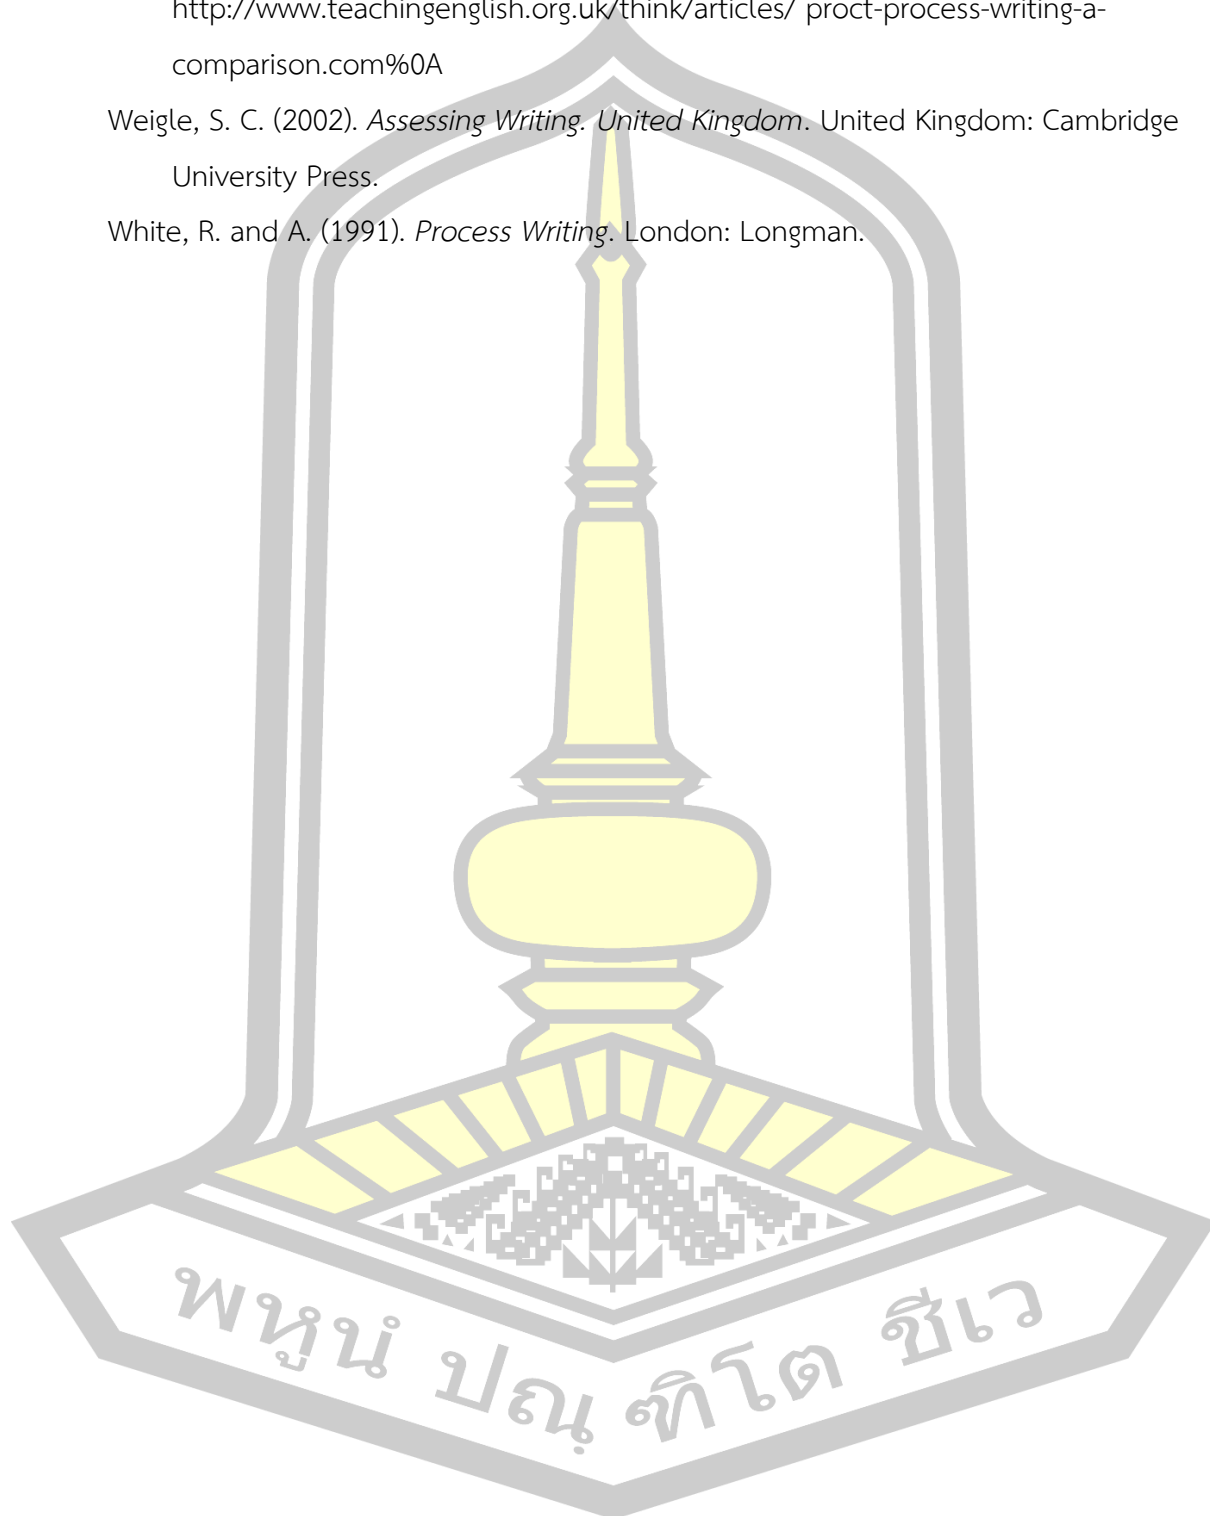 http://www.teachingenglish.org.uk/think/articles/ proct-process-writing-a-
comparison.com%0A
Weigle, S. C. (2002). Assessing Writing. United Kingdom. United Kingdom: Cambridge
University Press.
White, R. and A. (1991). Process Writing. London: Longman.
พหูนํ ปณฺฑิโต ชีเว